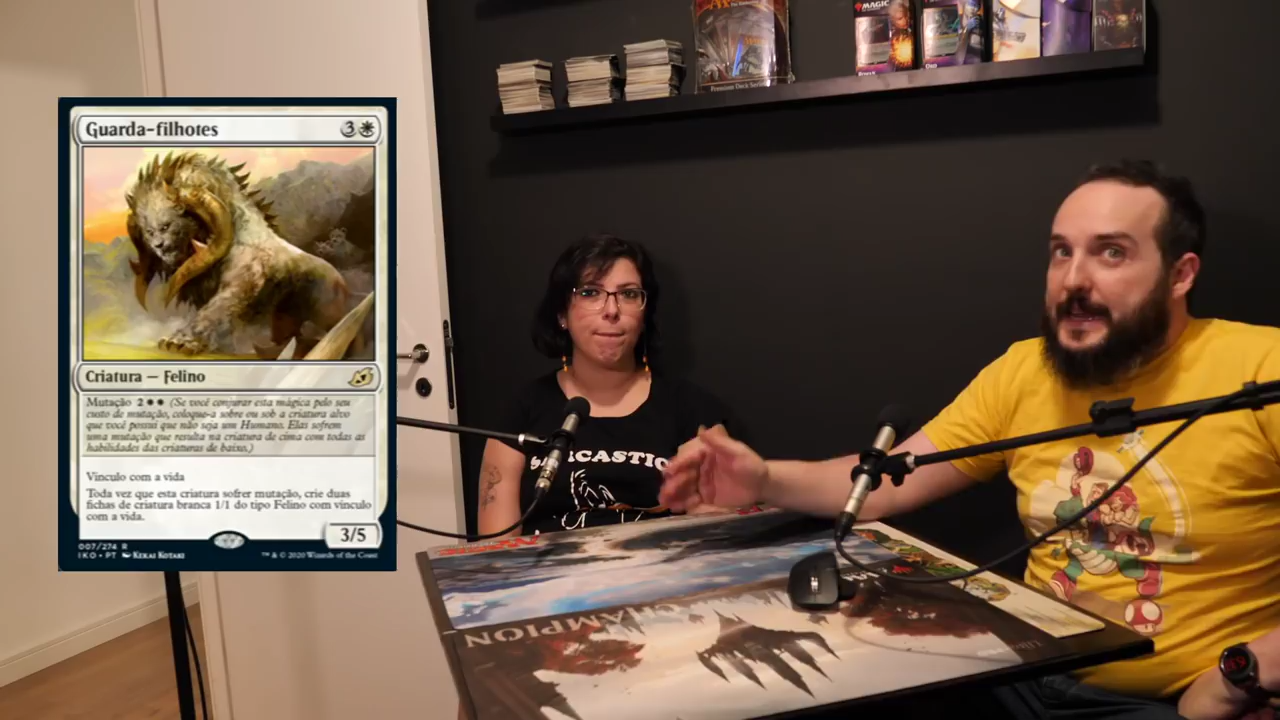 Guarda-filhotes 3
Criatura — Felino
Mutação 2 (Se você conjurar esta mágica pelo seu
custo de mutação, coloque-a sobre ou sob a criatura alvo
que você possui que não seja um Humano. Elas sofrem
uma mutação que resulta na criatura de cima com todas as
habilidades das criaturas de baixo.)
Vínculo com a vida
Toda vez que esta criatura sofrer mutação, crie duas
fichas de criatura branca 1/1 do tipo Felino com vínculo
com a vida.
3/5
007/274 R
IKO • PT Kekai Kotaki
™ & © 2020 Wizards of the Coast
MAGIC
Premium Deck Series
SARCASTIC
CHAMPION